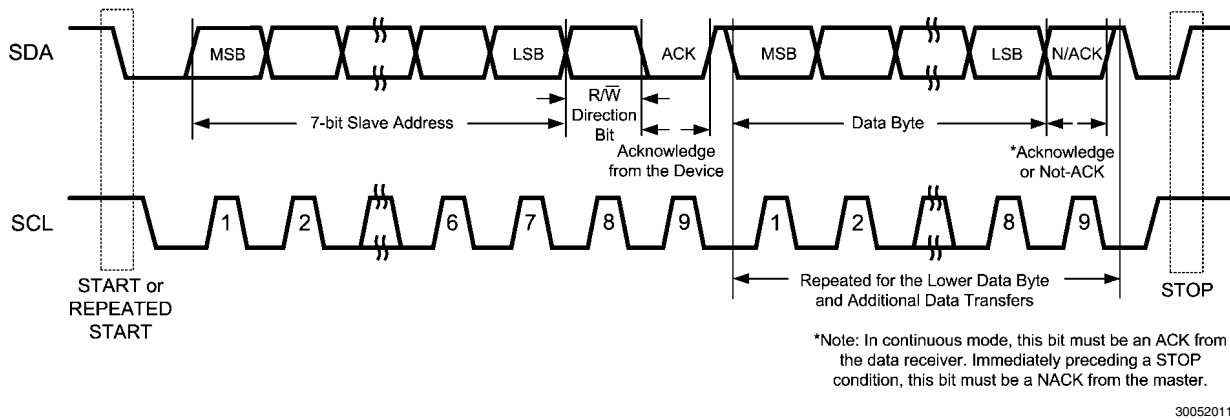 SDA
MSB
LSB
ACK
MSB
LSB
N/ACK
7-bit Slave Address
R/W̅
Direction
Bit
Acknowledge
from the Device
Data Byte
*Acknowledge
or Not-ACK
SCL
1
2
6
7
8
9
1
2
8
9
START or
REPEATED
START
Repeated for the Lower Data Byte
and Additional Data Transfers
STOP
*Note: In continuous mode, this bit must be an ACK from
the data receiver. Immediately preceding a STOP
condition, this bit must be a NACK from the master.
30052011